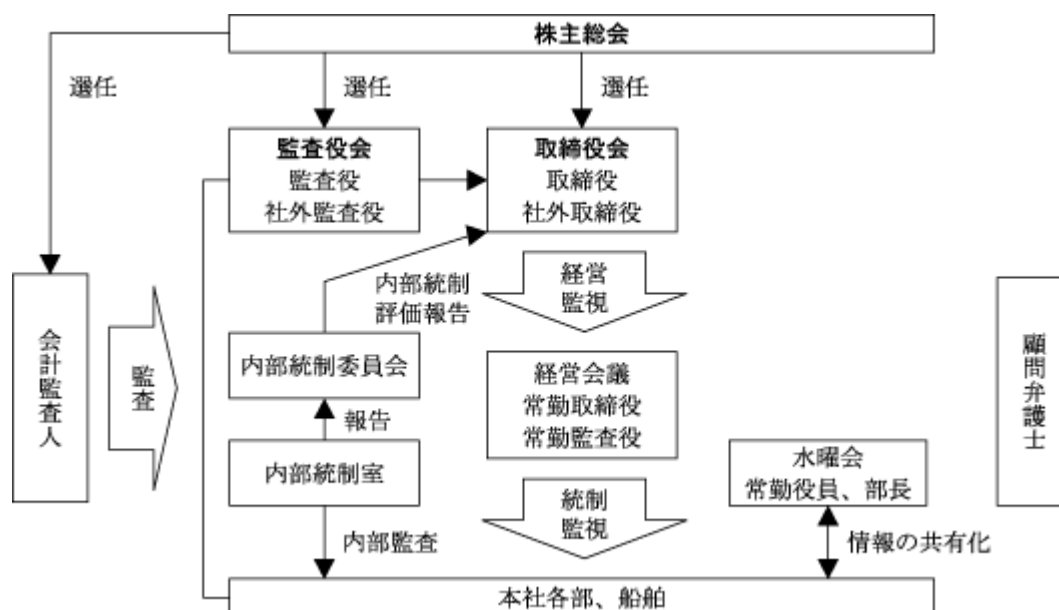 株主総会
選任
選任
選任
監査役会
監査役
社外監査役
取締役会
取締役
社外取締役
内部統制
評価報告
経営
監視
会計監査人
監査
内部統制委員会
経営会議
常勤取締役
常勤監査役
顧問弁護士
報告
内部統制室
水曜会
常勤役員、部長
統制
監視
内部監査
情報の共有化
本社各部、船舶